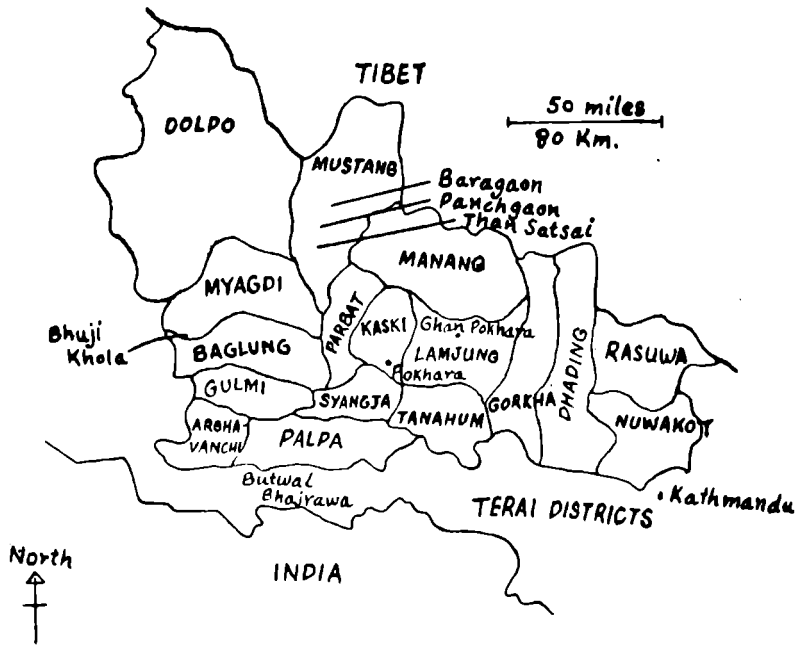 TIBET
50 miles
80 Km.
DOLPO
MUSTANG
Baragaon
Panchgaon
Than Satsai
MANANG
MYAGDI
PARBAT
KASKI
Ghan Pokhara
LAMJUNG
Pokhara
Bhuji
Khola
BAGLUNG
GULMI
SYANGJA
TANAHUM
GORKHA
DHADING
RASUWA
NUWAKOT
ARGHA-
VANCHI
PALPA
Butwal
Bhairawa
TERAI DISTRICTS
Kathmandu
North
INDIA